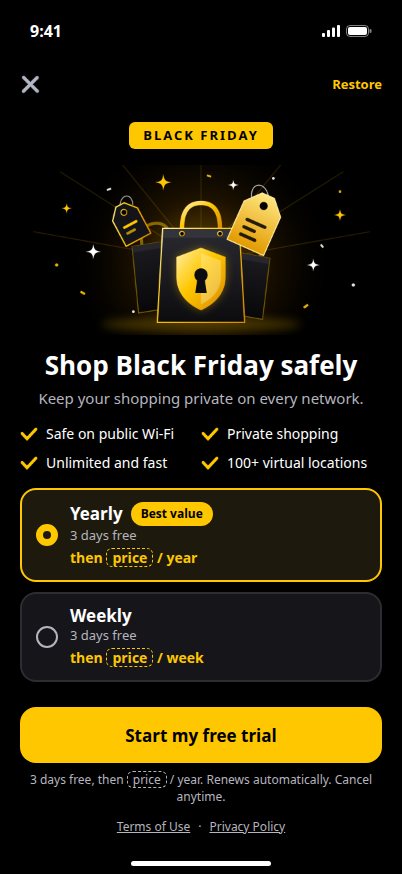 9:41
Restore
BLACK FRIDAY
Shop Black Friday safely
Keep your shopping private on every network.
Safe on public Wi-Fi
Private shopping
Unlimited and fast
100+ virtual locations
Yearly Best value
3 days free
then price / year
Weekly
3 days free
then price / week
Start my free trial
3 days free, then price / year. Renews automatically. Cancel
anytime.
Terms of Use · Privacy Policy